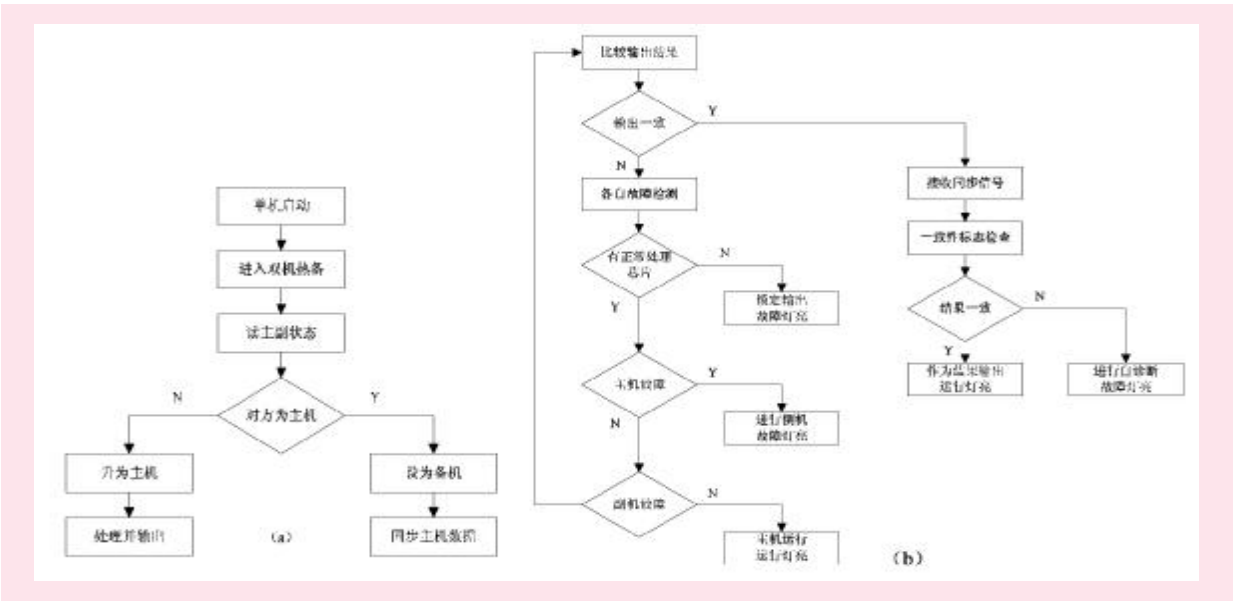 单机启动
进入双机热备
读主副状态
对方为主机
N
Y
升为主机
设为备机
处理并输出
同步主机数据
(a)
比较输出结果
输出一致
Y
N
各自故障检测
有正常处理
芯片
N
Y
锁定输出
故障灯亮
主机故障
Y
N
进行倒机
故障灯亮
副机故障
N
主机运行
运行灯亮
接收同步信号
一致性标志检查
结果一致
N
Y
作为结果输出
运行灯亮
进行自诊断
故障灯亮
(b)